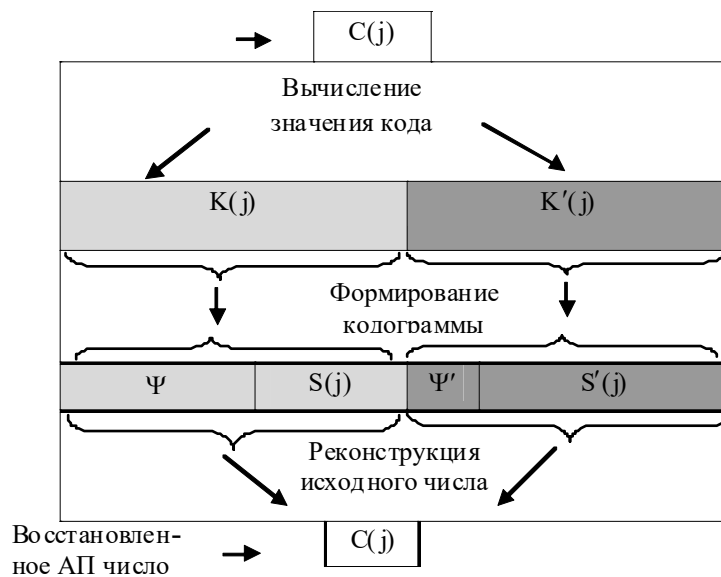 C(j)
Вычисление
значения кода
K(j) K′(j)
Формирование
кодограммы
Ψ S(j) Ψ′ S′(j)
Реконструкция
исходного числа
Восстановлен-
ное АП число
C(j)